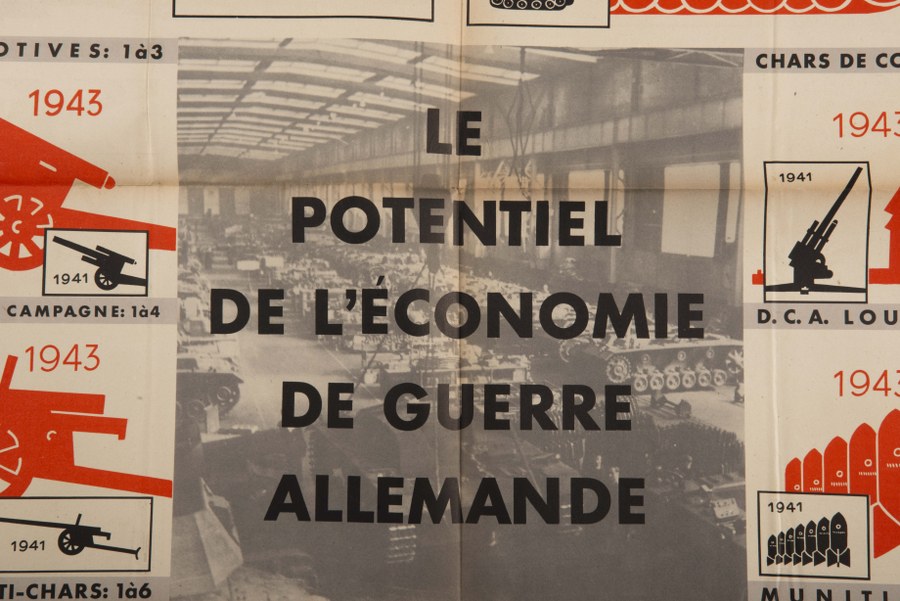 OTIVES: 1à3
1943
1941
CAMPAGNE: 1à4
1943
1941
TI-CHARS: 1à6
LE
POTENTIEL
DE L'ÉCONOMIE
DE GUERRE
ALLEMANDE
CHARS DE CO
1943
1941
D.C.A. LOU
1943
1941
MUNITI